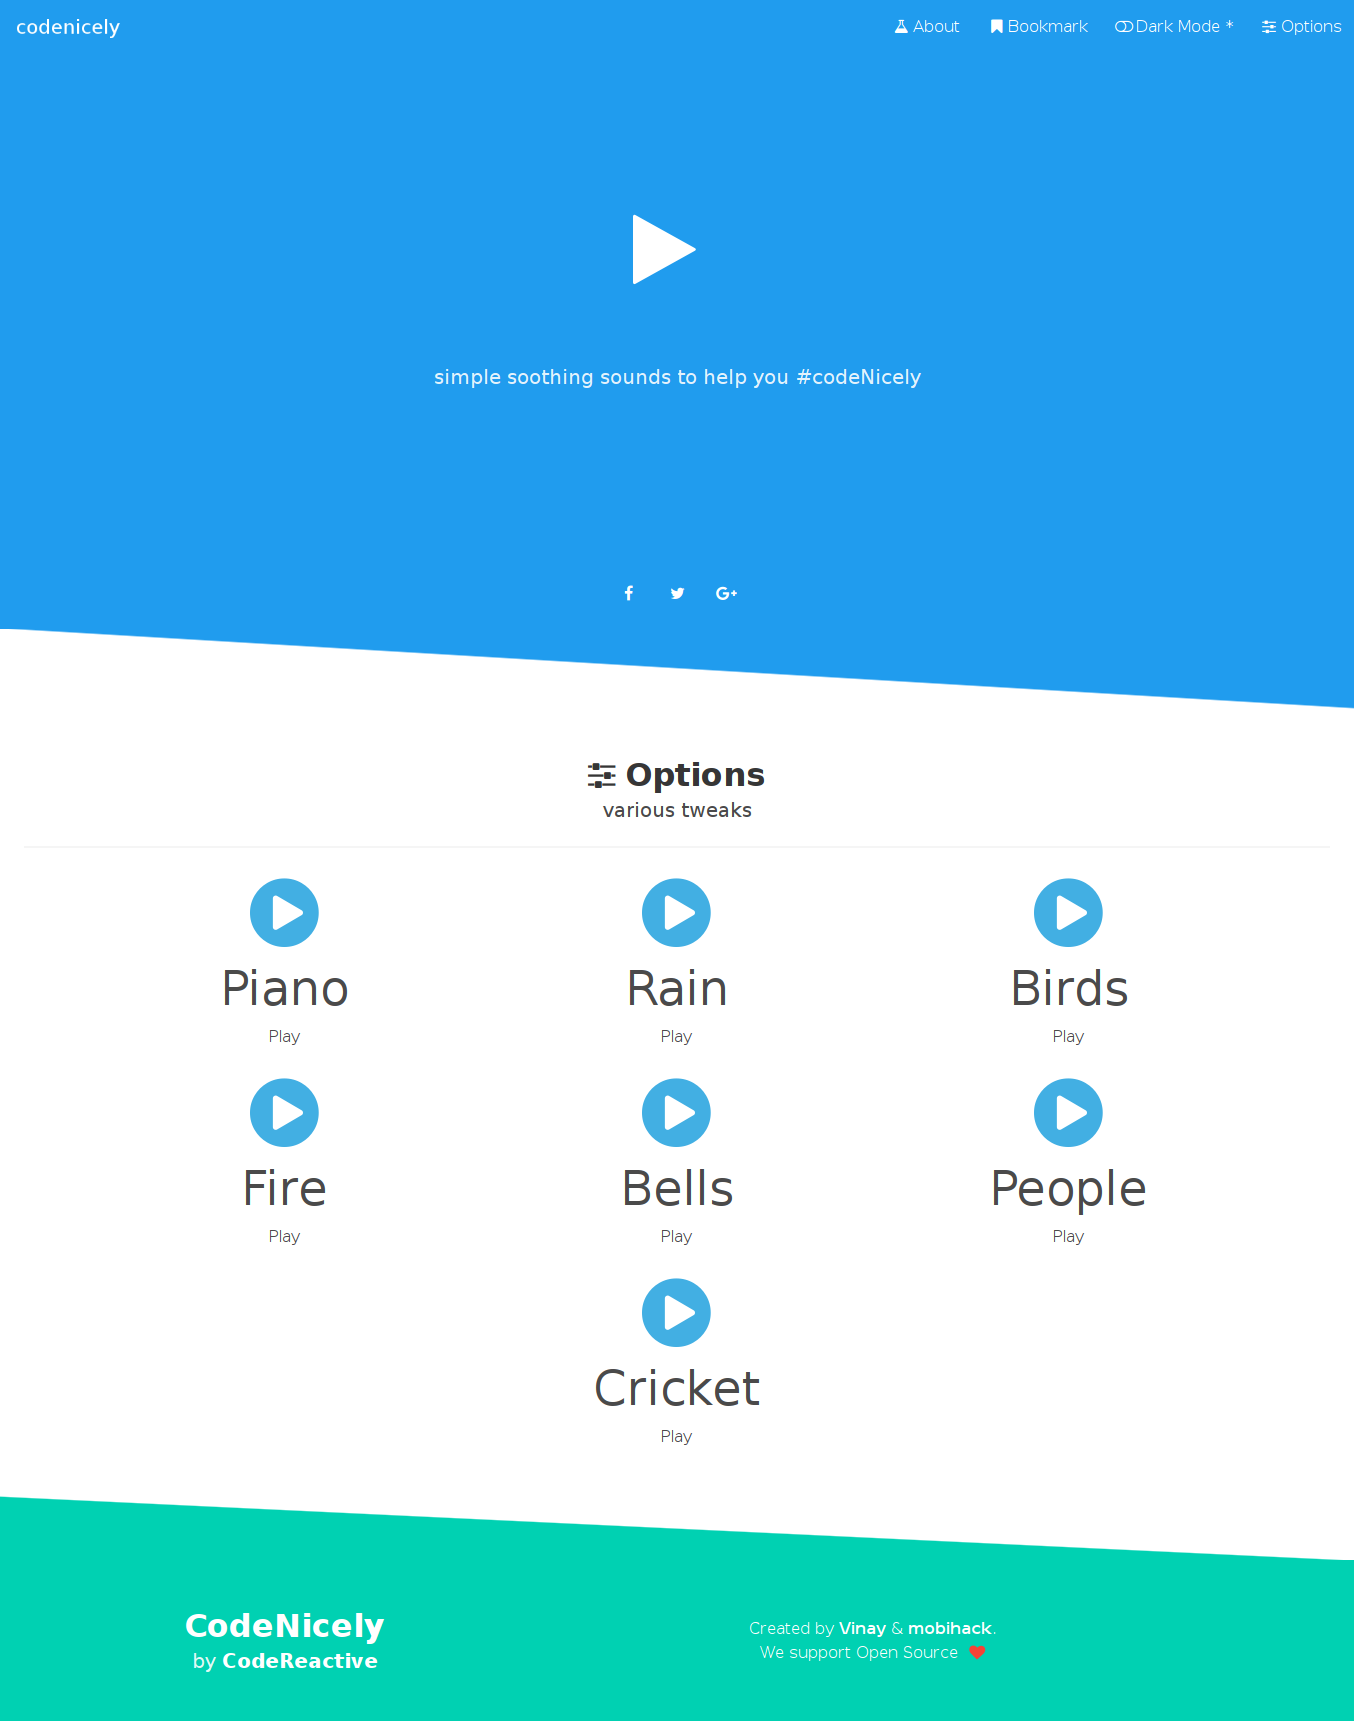 codenicely
About
Bookmark
Dark Mode *
Options
simple soothing sounds to help you #codeNicely
Options
various tweaks
Piano
Play
Rain
Play
Birds
Play
Fire
Play
Bells
Play
People
Play
Cricket
Play
CodeNicely
by CodeReactive
Created by Vinay & mobihack.
We support Open Source